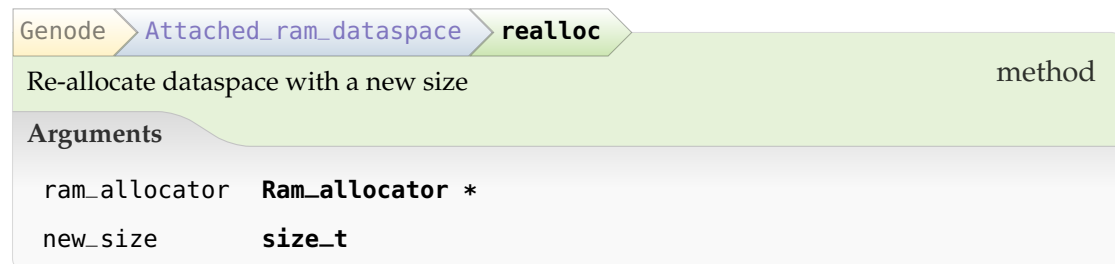 Genode Attached_ram_dataspace realloc
Re-allocate dataspace with a new size method
Arguments
ram_allocator Ram_allocator *
new_size size_t